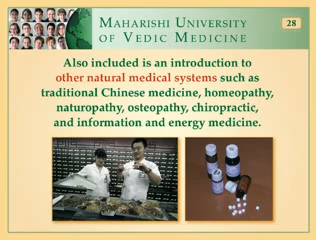 MAHARISHI UNIVERSITY
OF VEDIC MEDICINE
28
Also included is an introduction to
other natural medical systems such as
traditional Chinese medicine, homeopathy,
naturopathy, osteopathy, chiropractic,
and information and energy medicine.